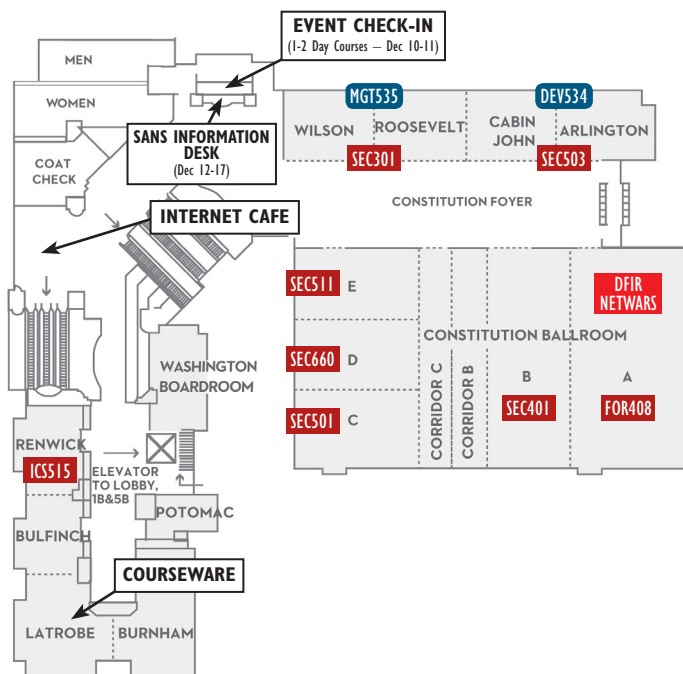 EVENT CHECK-IN
(1-2 Day Courses — Dec 10-11)
MEN
WOMEN
COAT
CHECK
SANS INFORMATION
DESK
(Dec 12-17)
INTERNET CAFE
MGT535
DEV534
WILSON
ROOSEVELT
CABIN
JOHN
ARLINGTON
SEC301
SEC503
CONSTITUTION FOYER
SEC511
E
DFIR
NETWARS
CONSTITUTION BALLROOM
SEC660
D
SEC501
C
CORRIDOR C
CORRIDOR B
B
SEC401
A
FOR408
WASHINGTON
BOARDROOM
RENWICK
ICS515
ELEVATOR
TO LOBBY,
1B&5B
POTOMAC
BULFINCH
COURSEWARE
LATROBE
BURNHAM